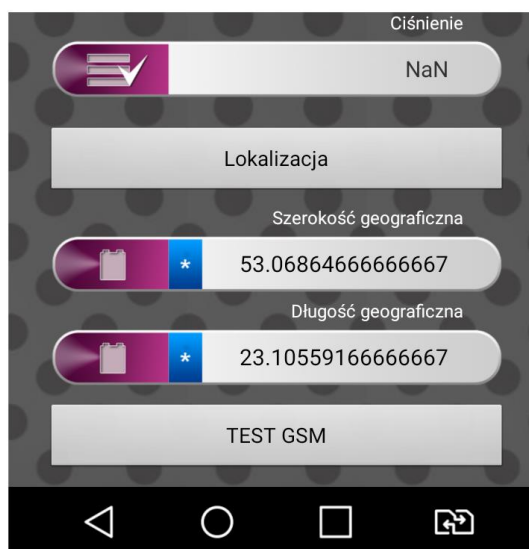 Ciśnienie
NaN
Lokalizacja
Szerokość geograficzna
* 53.06864666666667
Długość geograficzna
* 23.10559166666667
TEST GSM